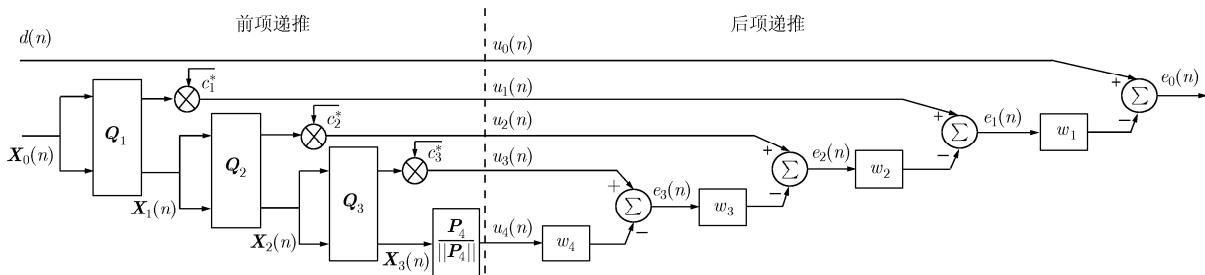 前项递推
后项递推
d(n)
u₀(n)
e₀(n)
c₁*
u₁(n)
+
Σ
−
Q₁
X₀(n)
c₂*
u₂(n)
+
Σ
e₁(n)
w₁
−
Q₂
X₁(n)
c₃*
u₃(n)
+
Σ
e₂(n)
w₂
−
Q₃
X₂(n)
+
Σ
e₃(n)
w₃
−
X₃(n)
P₄
||P₄||
u₄(n)
w₄